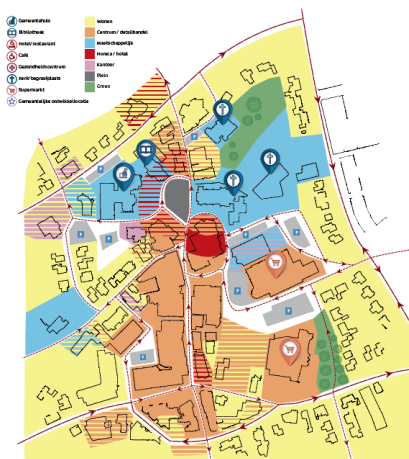 Gemeentehuis
Bibliotheek
Hotel/restaurant
Café
Gezondheidscentrum
Kerk/begraafplaats
Supermarkt
Gemeentelijke ontwikkellocatie
Wonen
Centrum / detailhandel
Maatschappelijk
Horeca / hotel
Kantoor
Plein
Groen
P
P
P
P
P
P
P
P